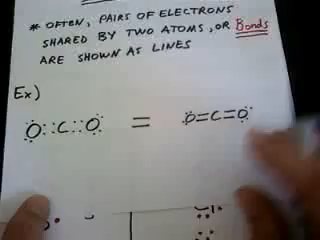 * OFTEN, PAIRS OF ELECTRONS
SHARED BY TWO ATOMS, OR Bonds
ARE SHOWN AS LINES
Ex)
:Ö::C::Ö: = :Ö=C=Ö: